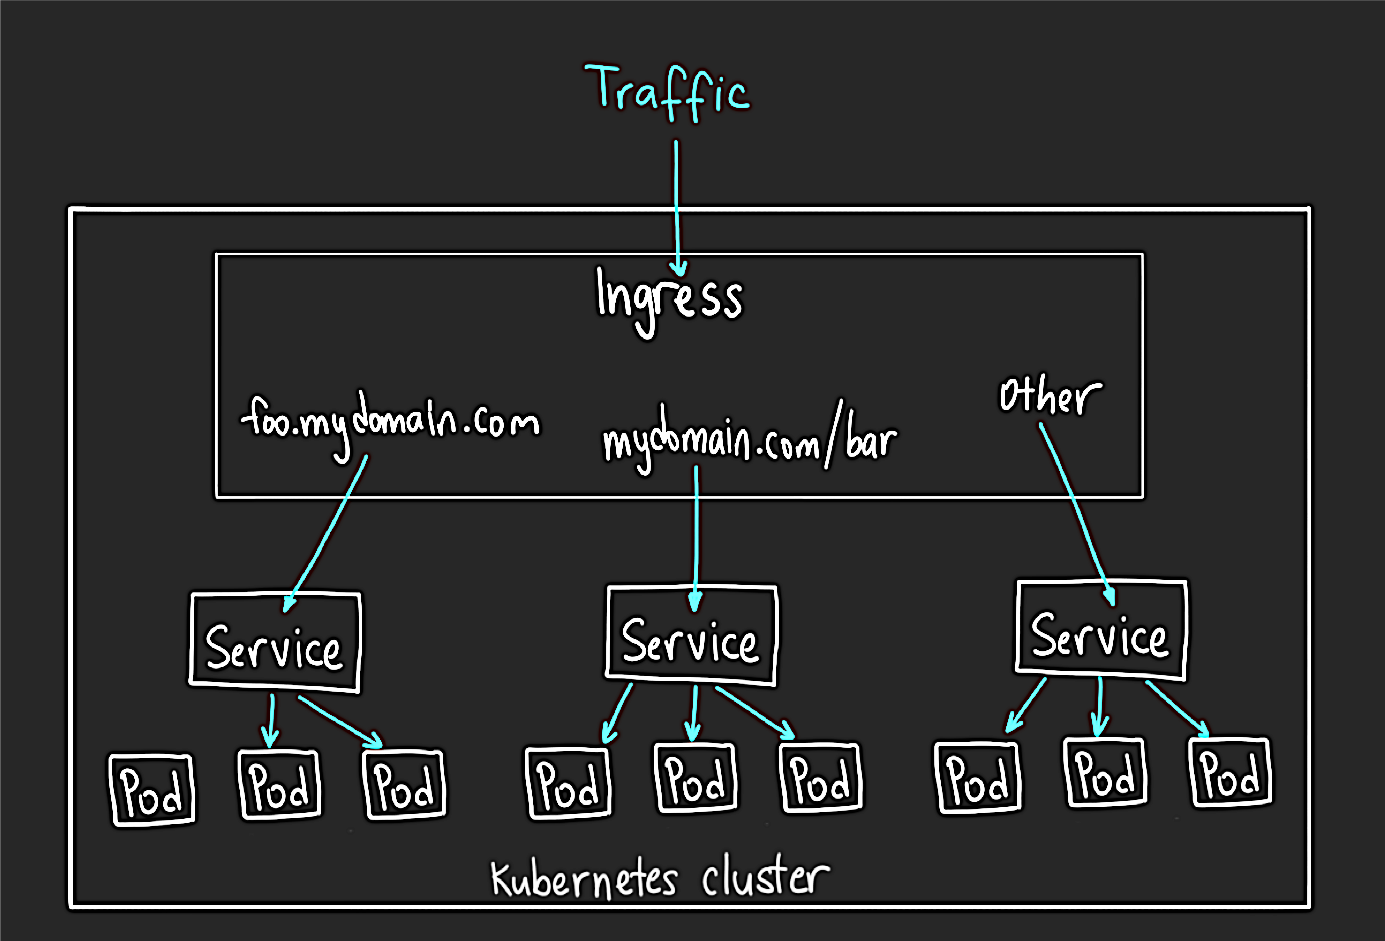 Traffic
Ingress
foo.mydomain.com
mydomain.com/bar
Other
Service
Service
Service
Pod
Pod
Pod
Pod
Pod
Pod
Pod
Pod
Pod
Kubernetes cluster